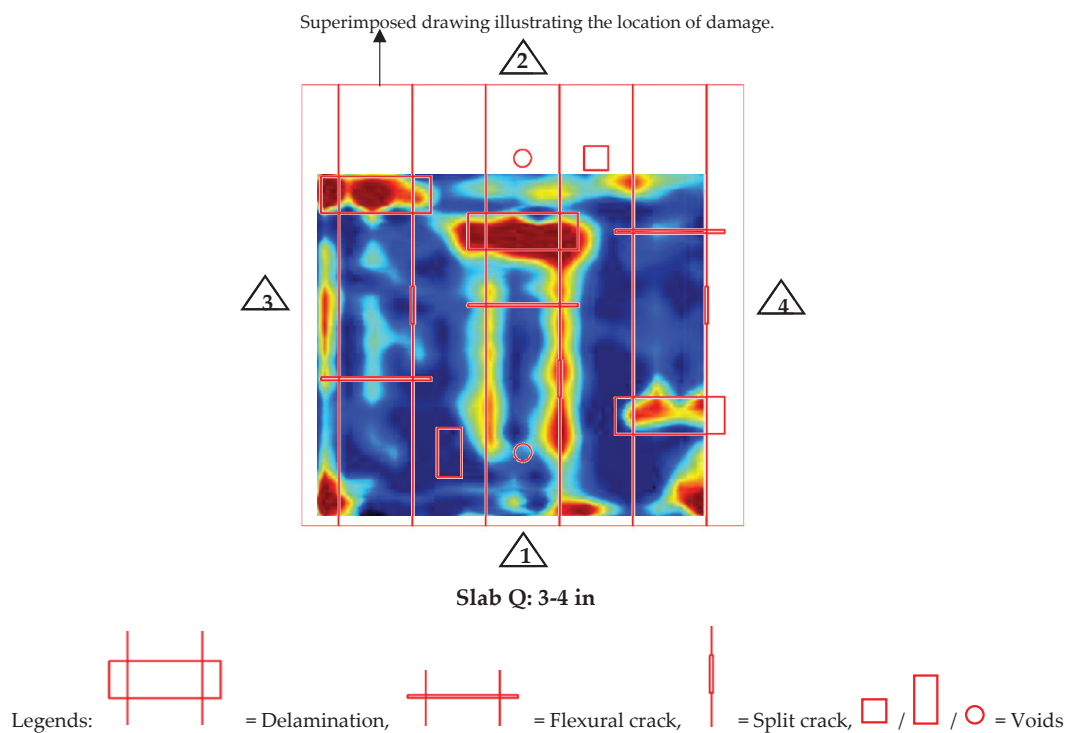 Superimposed drawing illustrating the location of damage.
2
3
4
1
Slab Q: 3-4 in
Legends: = Delamination, = Flexural crack, = Split crack, / / = Voids